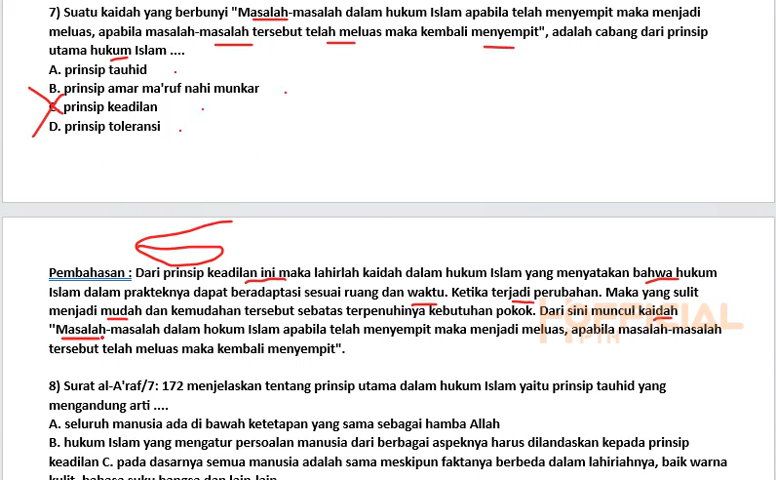 7) Suatu kaidah yang berbunyi "Masalah-masalah dalam hukum Islam apabila telah menyempit maka menjadi
meluas, apabila masalah-masalah tersebut telah meluas maka kembali menyempit", adalah cabang dari prinsip
utama hukum Islam ....
A. prinsip tauhid
B. prinsip amar ma'ruf nahi munkar
C. prinsip keadilan
D. prinsip toleransi
Pembahasan : Dari prinsip keadilan ini maka lahirlah kaidah dalam hukum Islam yang menyatakan bahwa hukum
Islam dalam prakteknya dapat beradaptasi sesuai ruang dan waktu. Ketika terjadi perubahan. Maka yang sulit
menjadi mudah dan kemudahan tersebut sebatas terpenuhinya kebutuhan pokok. Dari sini muncul kaidah
"Masalah-masalah dalam hokum Islam apabila telah menyempit maka menjadi meluas, apabila masalah-masalah
tersebut telah meluas maka kembali menyempit".
OFFICIAL
8) Surat al-A'raf/7: 172 menjelaskan tentang prinsip utama dalam hukum Islam yaitu prinsip tauhid yang
mengandung arti ....
A. seluruh manusia ada di bawah ketetapan yang sama sebagai hamba Allah
B. hukum Islam yang mengatur persoalan manusia dari berbagai aspeknya harus dilandaskan kepada prinsip
keadilan C. pada dasarnya semua manusia adalah sama meskipun faktanya berbeda dalam lahiriahnya, baik warna
kulit, bahasa suku bangsa dan lain-lain